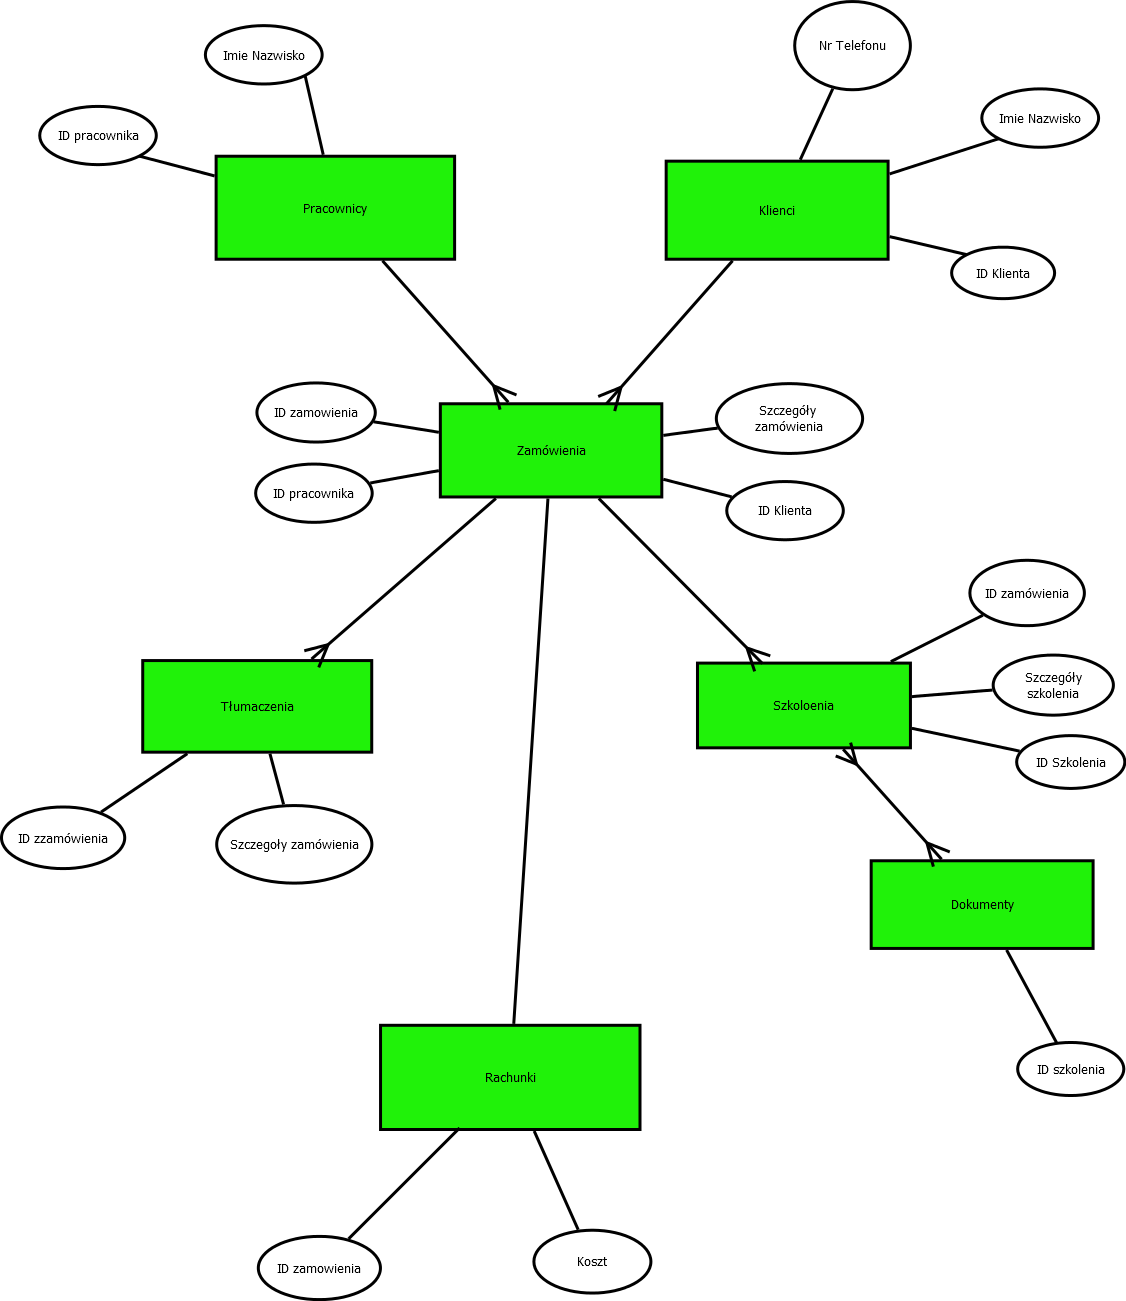 Nr Telefonu
Imie Nazwisko
Imie Nazwisko
ID pracownika
Pracownicy
Klienci
ID Klienta
ID zamowienia
Szczegóły
zamówienia
Zamówienia
ID pracownika
ID Klienta
ID zamówienia
Szczegóły
szkolenia
Tłumaczenia
Szkoloenia
ID Szkolenia
ID zzamówienia
Szczegoły zamówienia
Dokumenty
ID szkolenia
Rachunki
ID zamowienia
Koszt